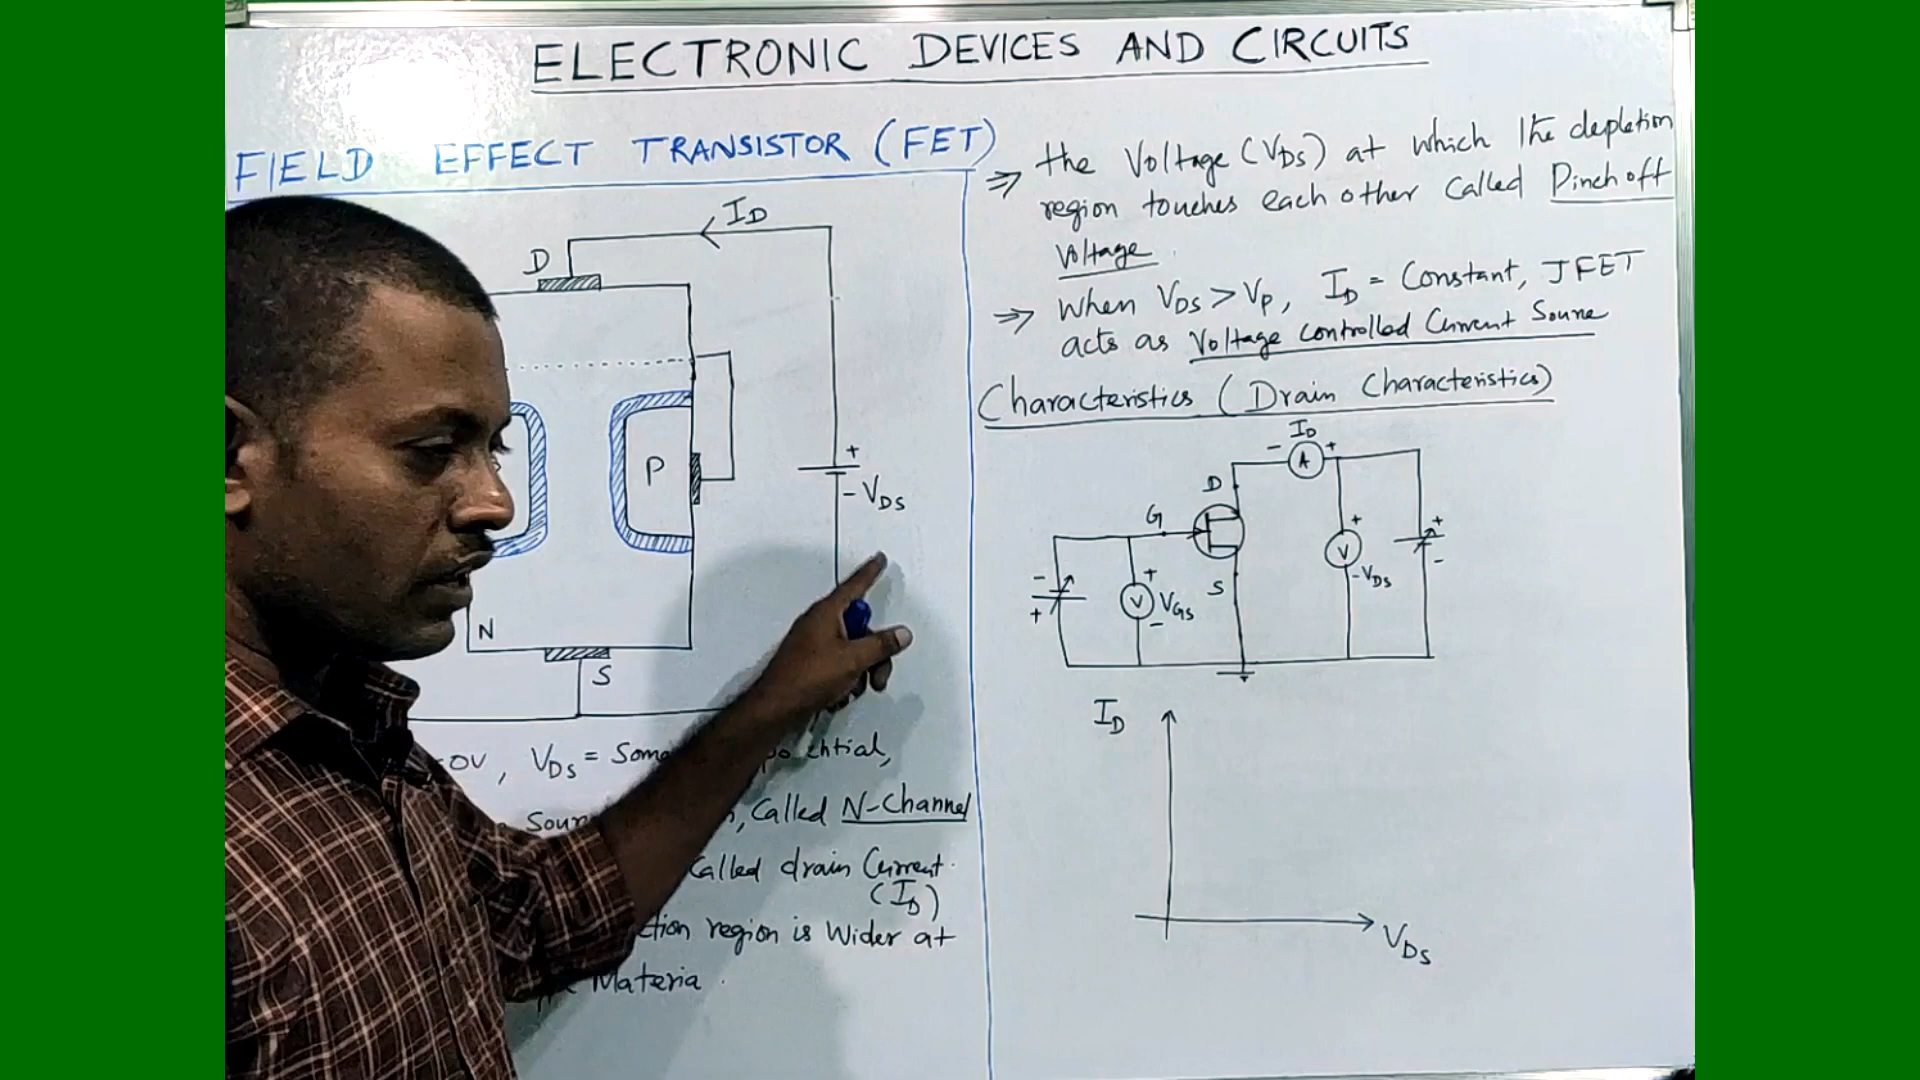 ELECTRONIC DEVICES AND CIRCUITS
FIELD EFFECT TRANSISTOR (FET)
ID
D
P
+
- VDS
N
S
=0V, VDS = Some
called N-Channel
called drain Current.
(ID)
region is Wider at
Materia.
⇒ the Voltage (VDS) at which the depletion
region touches each other called Pinch off
Voltage.
⇒ When VDS > VP, ID = Constant, JFET
acts as Voltage Controlled Current Source
Characteristics (Drain Characteristics)
ID
- A +
D
G
S
- +
+ V - VGS
+ V - VDS
+ -
ID
VDS